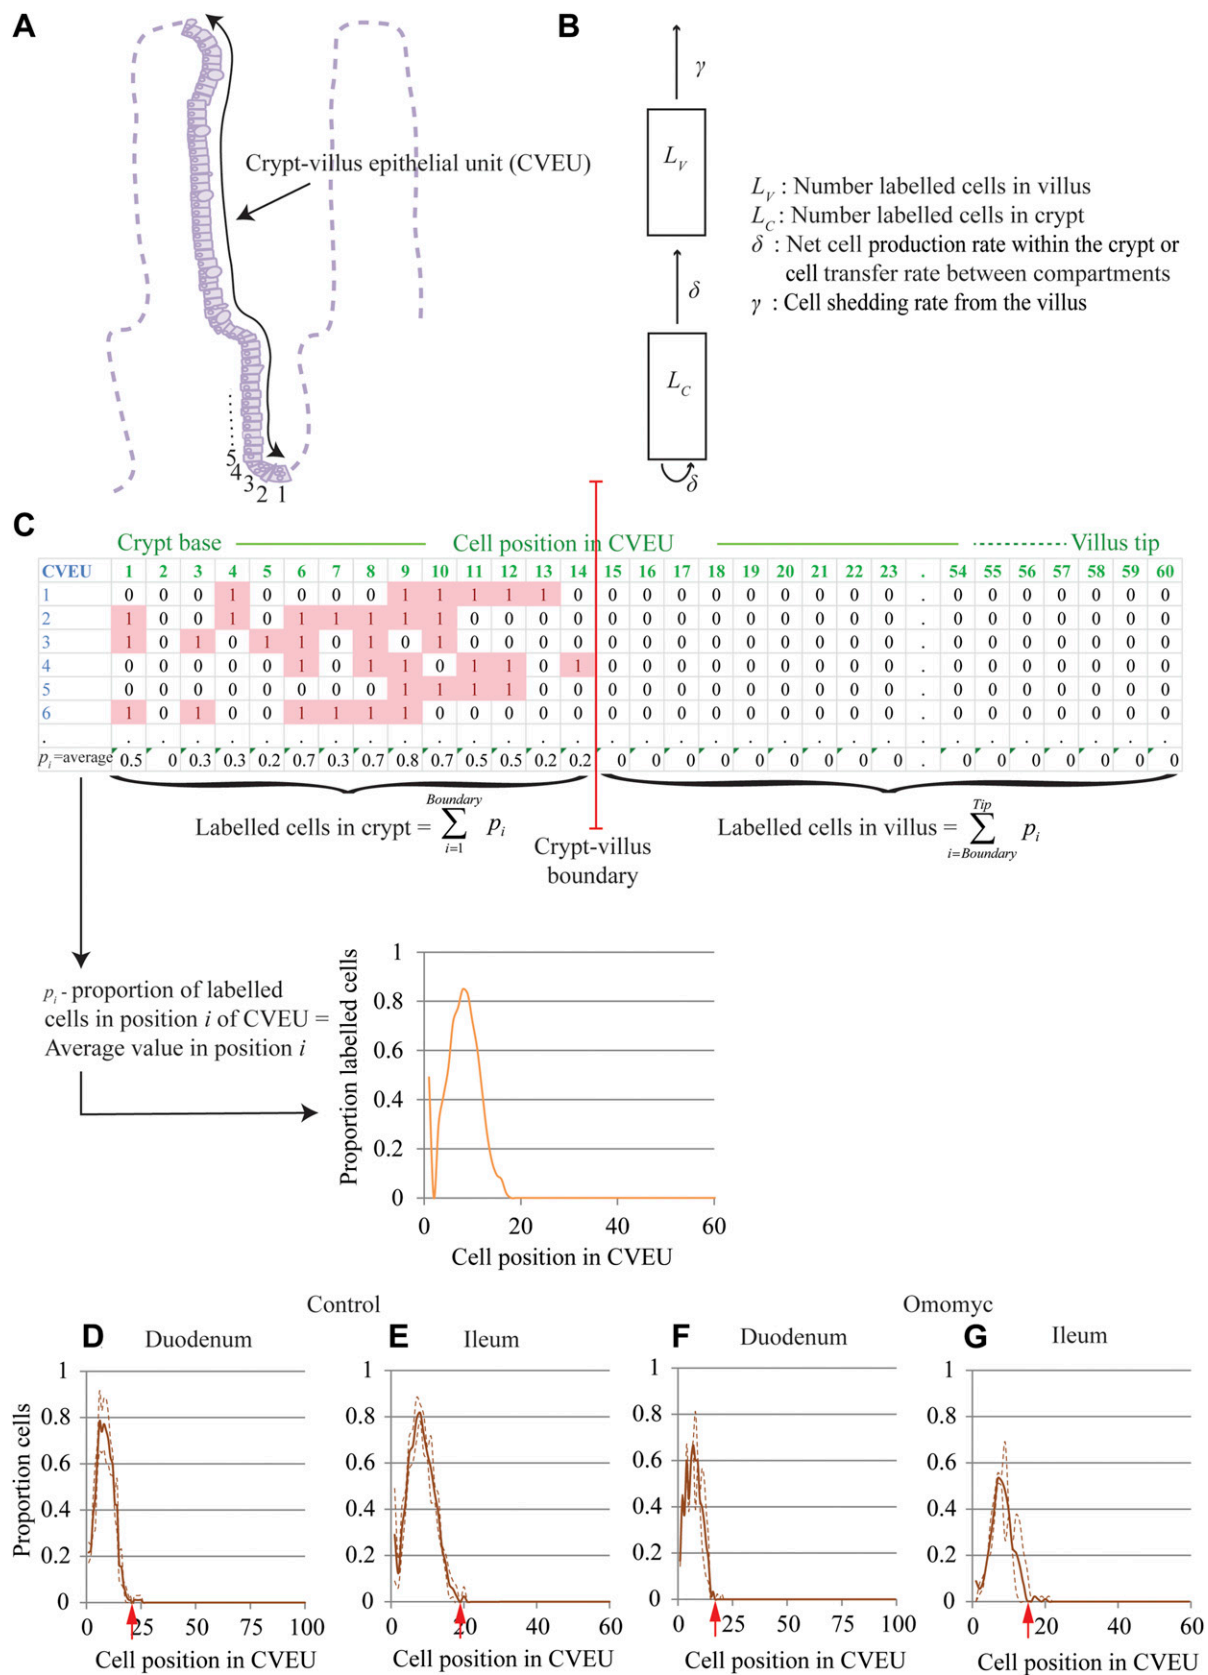 A
Crypt-villus epithelial unit (CVEU)
5
4
3
2
1
B
γ
L_V
δ
L_C
δ
L_V : Number labelled cells in villus
L_C : Number labelled cells in crypt
δ : Net cell production rate within the crypt or
cell transfer rate between compartments
γ : Cell shedding rate from the villus
C
Crypt base Cell position in CVEU Villus tip
CVEU 1 2 3 4 5 6 7 8 9 10 11 12 13 14 15 16 17 18 19 20 21 22 23 . 54 55 56 57 58 59 60
1 0 0 0 1 0 0 0 0 1 1 1 1 1 0 0 0 0 0 0 0 0 0 0 . 0 0 0 0 0 0 0
2 1 0 0 1 0 1 1 1 1 1 0 0 0 0 0 0 0 0 0 0 0 0 0 . 0 0 0 0 0 0 0
3 1 0 1 0 1 1 0 1 0 1 0 0 0 0 0 0 0 0 0 0 0 0 0 . 0 0 0 0 0 0 0
4 0 0 0 0 0 1 0 1 1 0 1 1 0 1 0 0 0 0 0 0 0 0 0 . 0 0 0 0 0 0 0
5 0 0 0 0 0 0 0 0 1 1 1 1 0 0 0 0 0 0 0 0 0 0 0 . 0 0 0 0 0 0 0
6 1 0 1 0 0 1 1 1 1 0 0 0 0 0 0 0 0 0 0 0 0 0 0 . 0 0 0 0 0 0 0
. . . . . . . . . . . . . . . . . . . . . . . . . . . . . . . .
p_i =average 0.5 0 0.3 0.3 0.2 0.7 0.3 0.7 0.8 0.7 0.5 0.5 0.2 0.2 0 0 0 0 0 0 0 0 0 . 0 0 0 0 0 0 0
Labelled cells in crypt = Boundary ∑ i=1 p_i
Labelled cells in villus = Tip ∑ i=Boundary p_i
Crypt-villus
boundary
p_i - proportion of labelled
cells in position i of CVEU =
Average value in position i
Proportion labelled cells
1
0.8
0.6
0.4
0.2
0
0 20 40 60
Cell position in CVEU
Control
Omomyc
D Duodenum
Proportion cells
1
0.8
0.6
0.4
0.2
0
0 25 50 75 100
Cell position in CVEU
E Ileum
1
0.8
0.6
0.4
0.2
0
0 20 40 60
Cell position in CVEU
F Duodenum
1
0.8
0.6
0.4
0.2
0
0 25 50 75 100
Cell position in CVEU
G Ileum
1
0.8
0.6
0.4
0.2
0
0 20 40 60
Cell position in CVEU